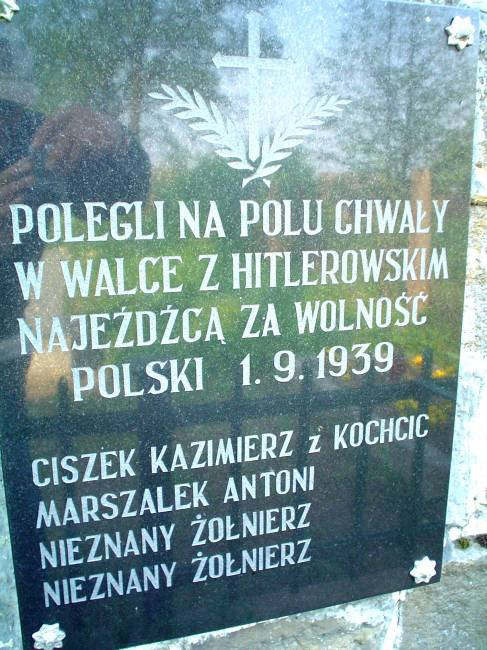 POLEGLI NA POLU CHWAŁY
W WALCE Z HITLEROWSKIM
NAJEŹDŹCĄ ZA WOLNOŚĆ
POLSKI 1.9.1939
CISZEK KAZIMIERZ z KOCHCIC
MARSZALEK ANTONI
NIEZNANY ŻOŁNIERZ
NIEZNANY ŻOŁNIERZ